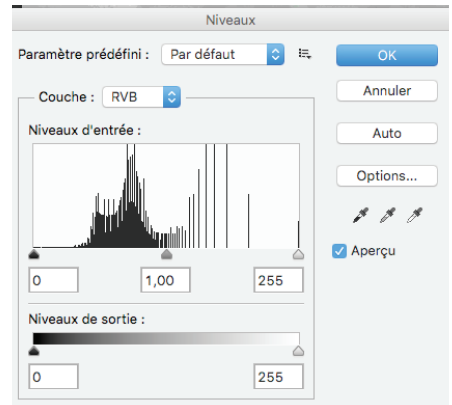 Niveaux
Paramètre prédéfini : Par défaut
OK
Couche : RVB
Annuler
Niveaux d'entrée :
Auto
Options...
Aperçu
0 1,00 255
Niveaux de sortie :
0 255